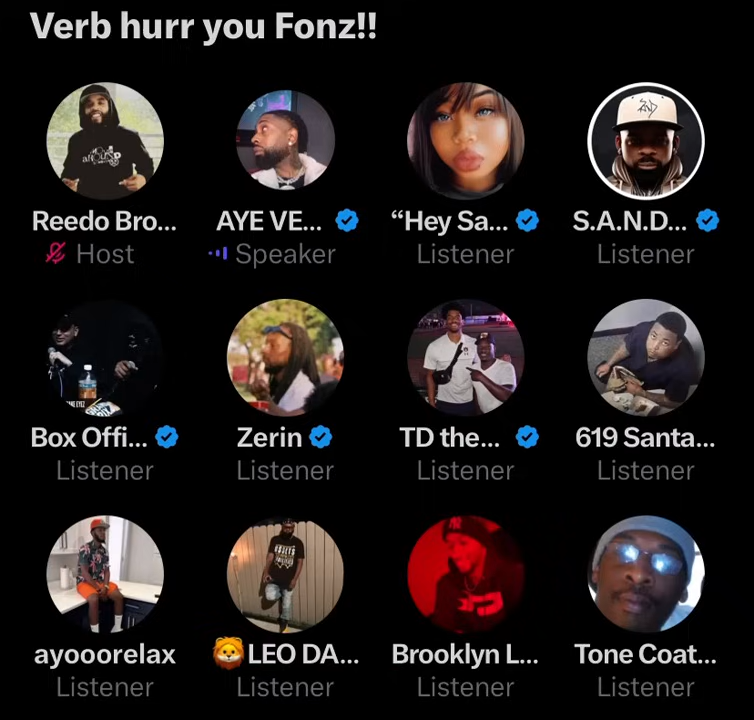 Verb hurr you Fonz!!
Reedo Bro... AYE VE... “Hey Sa... S.A.N.D...
Host Speaker Listener Listener
Box Offi... Zerin TD the... 619 Santa...
Listener Listener Listener Listener
ayooorelax 🦁LEO DA... Brooklyn L... Tone Coat...
Listener Listener Listener Listener